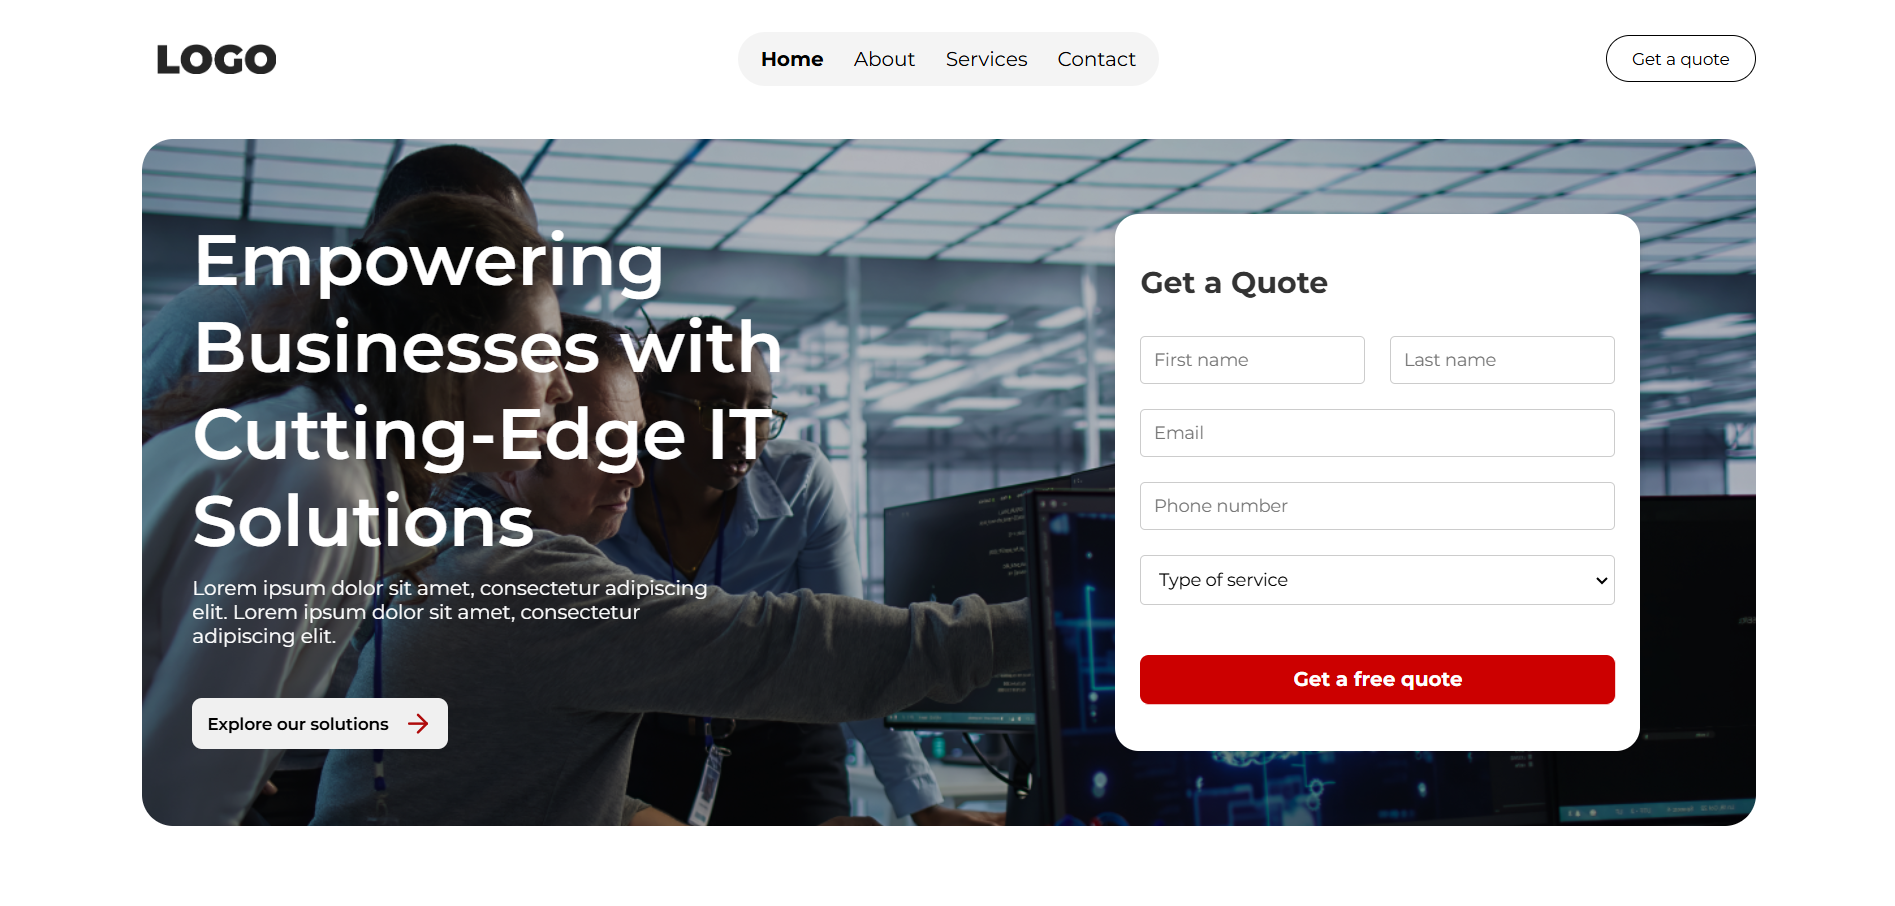 LOGO
Home About Services Contact
Get a quote
Empowering
Businesses with
Cutting-Edge IT
Solutions
Lorem ipsum dolor sit amet, consectetur adipiscing
elit. Lorem ipsum dolor sit amet, consectetur
adipiscing elit.
Explore our solutions
Get a Quote
First name Last name
Email
Phone number
Type of service
Get a free quote